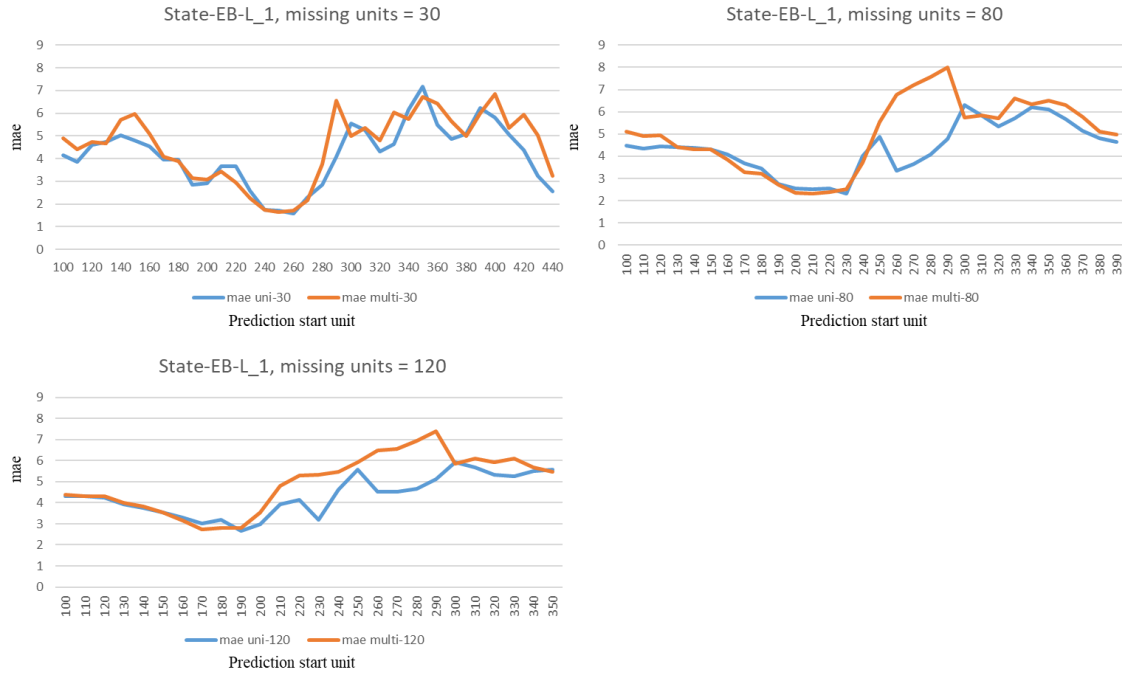 State-EB-L_1, missing units = 30
9
8
7
6
5
4
3
2
1
0
mae
100 120 140 160 180 200 220 240 260 280 300 320 340 360 380 400 420 440
mae uni-30 mae multi-30
Prediction start unit
State-EB-L_1, missing units = 80
9
8
7
6
5
4
3
2
1
0
mae
100 110 120 130 140 150 160 170 180 190 200 210 220 230 240 250 260 270 280 290 300 310 320 330 340 350 360 370 380 390
mae uni-80 mae multi-80
Prediction start unit
State-EB-L_1, missing units = 120
9
8
7
6
5
4
3
2
1
0
mae
100 110 120 130 140 150 160 170 180 190 200 210 220 230 240 250 260 270 280 290 300 310 320 330 340 350
mae uni-120 mae multi-120
Prediction start unit